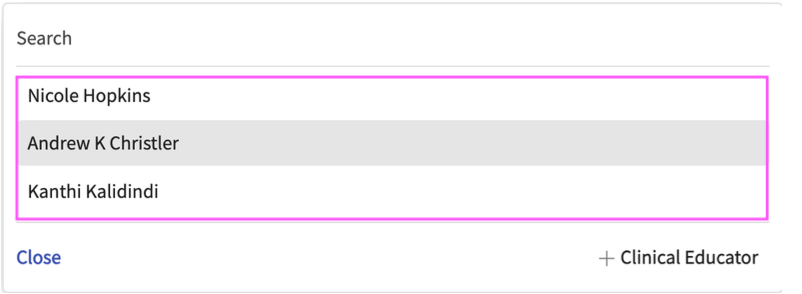 Search
Nicole Hopkins
Andrew K Christler
Kanthi Kalidindi
Close
+ Clinical Educator